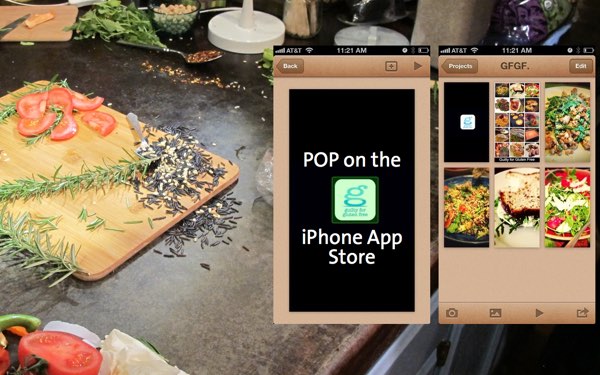 AT&T
11:21 AM
Back
POP on the
g
guilty for
gluten free
iPhone App
Store
AT&T
11:21 AM
Projects
GFGF.
Edit
Guilty for Gluten Free